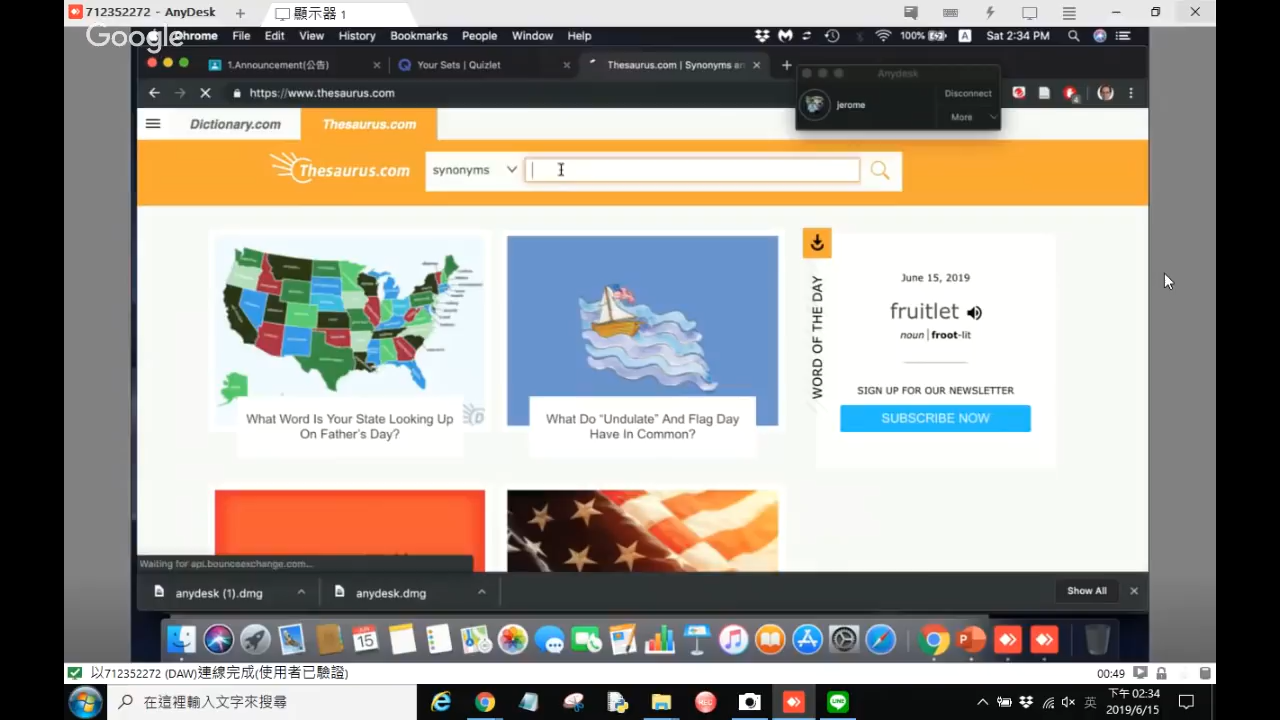 712352272 - AnyDesk
顯示器 1
Google
Chrome File Edit View History Bookmarks People Window Help
100%
A
Sat 2:34 PM
1.Announcement(公告)
Your Sets | Quizlet
Thesaurus.com | Synonyms an
Anydesk
https://www.thesaurus.com
jerome
Disconnect
More
Dictionary.com
Thesaurus.com
Thesaurus.com
synonyms
WORD OF THE DAY
June 15, 2019
fruitlet
noun | froot-lit
SIGN UP FOR OUR NEWSLETTER
SUBSCRIBE NOW
What Word Is Your State Looking Up
On Father's Day?
What Do “Undulate” And Flag Day
Have In Common?
Waiting for api.bounceexchange.com...
anydesk (1).dmg
anydesk.dmg
Show All
15
以712352272 (DAW)連線完成(使用者已驗證)
00:49
在這裡輸入文字來搜尋
REC
LINE
英
下午 02:34
2019/6/15